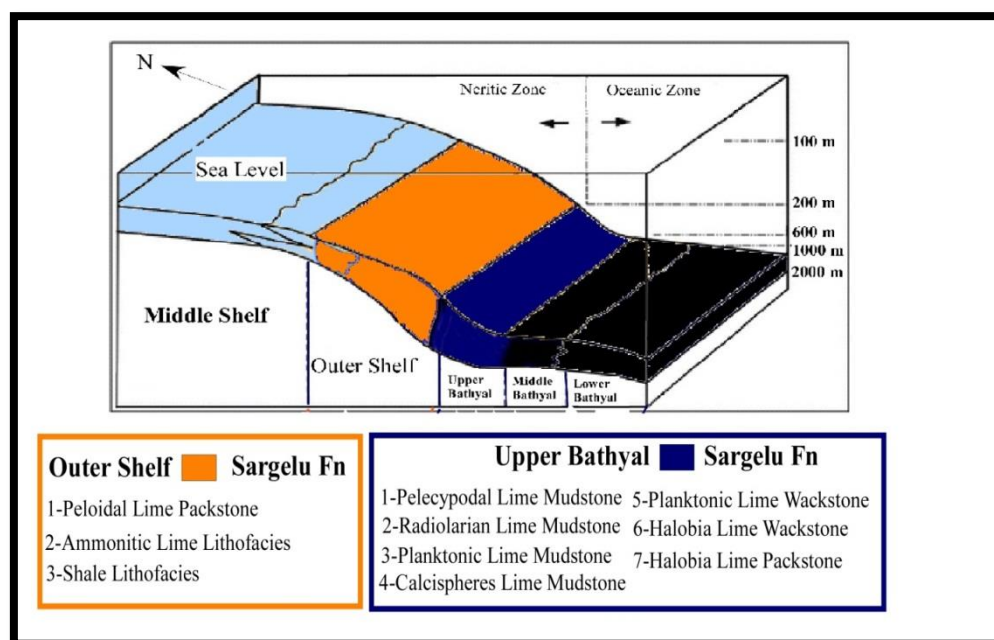 N
Neritic Zone
Oceanic Zone
100 m
Sea Level
200 m
600 m
1000 m
2000 m
Middle Shelf
Outer Shelf
Upper
Bathyal
Middle
Bathyal
Lower
Bathyal
Outer Shelf Sargelu Fn
1-Peloidal Lime Packstone
2-Ammonitic Lime Lithofacies
3-Shale Lithofacies
Upper Bathyal Sargelu Fn
1-Pelecypodal Lime Mudstone
2-Radiolarian Lime Mudstone
3-Planktonic Lime Mudstone
4-Calcispheres Lime Mudstone
5-Planktonic Lime Wackstone
6-Halobia Lime Wackstone
7-Halobia Lime Packstone